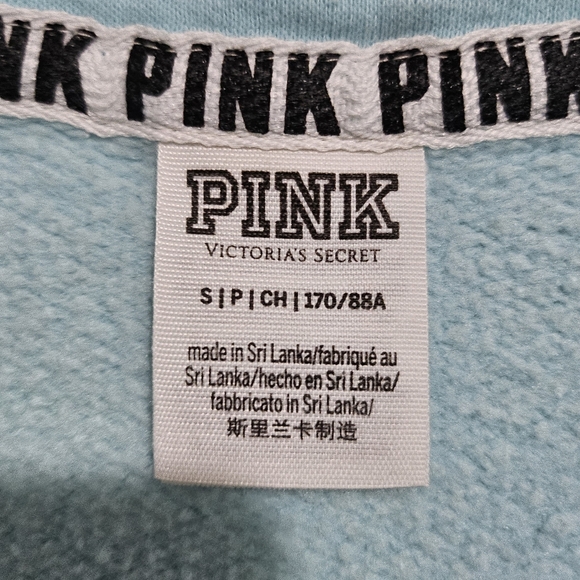 NK PINK PINK
PINK
VICTORIA'S SECRET
S | P | CH | 170/88A
made in Sri Lanka/fabriqué au
Sri Lanka/hecho en Sri Lanka/
fabbricato in Sri Lanka/
斯里兰卡制造